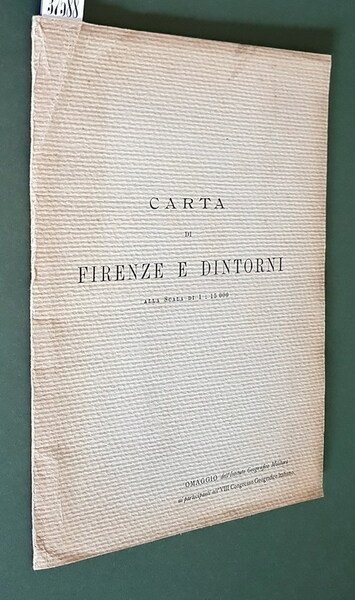 CARTA
DI
FIRENZE E DINTORNI
ALLA SCALA DI 1 : 15 000
OMAGGIO dell'Istituto Geografico Militare
ai partecipanti all'VIII Congresso Geografico Italiano.